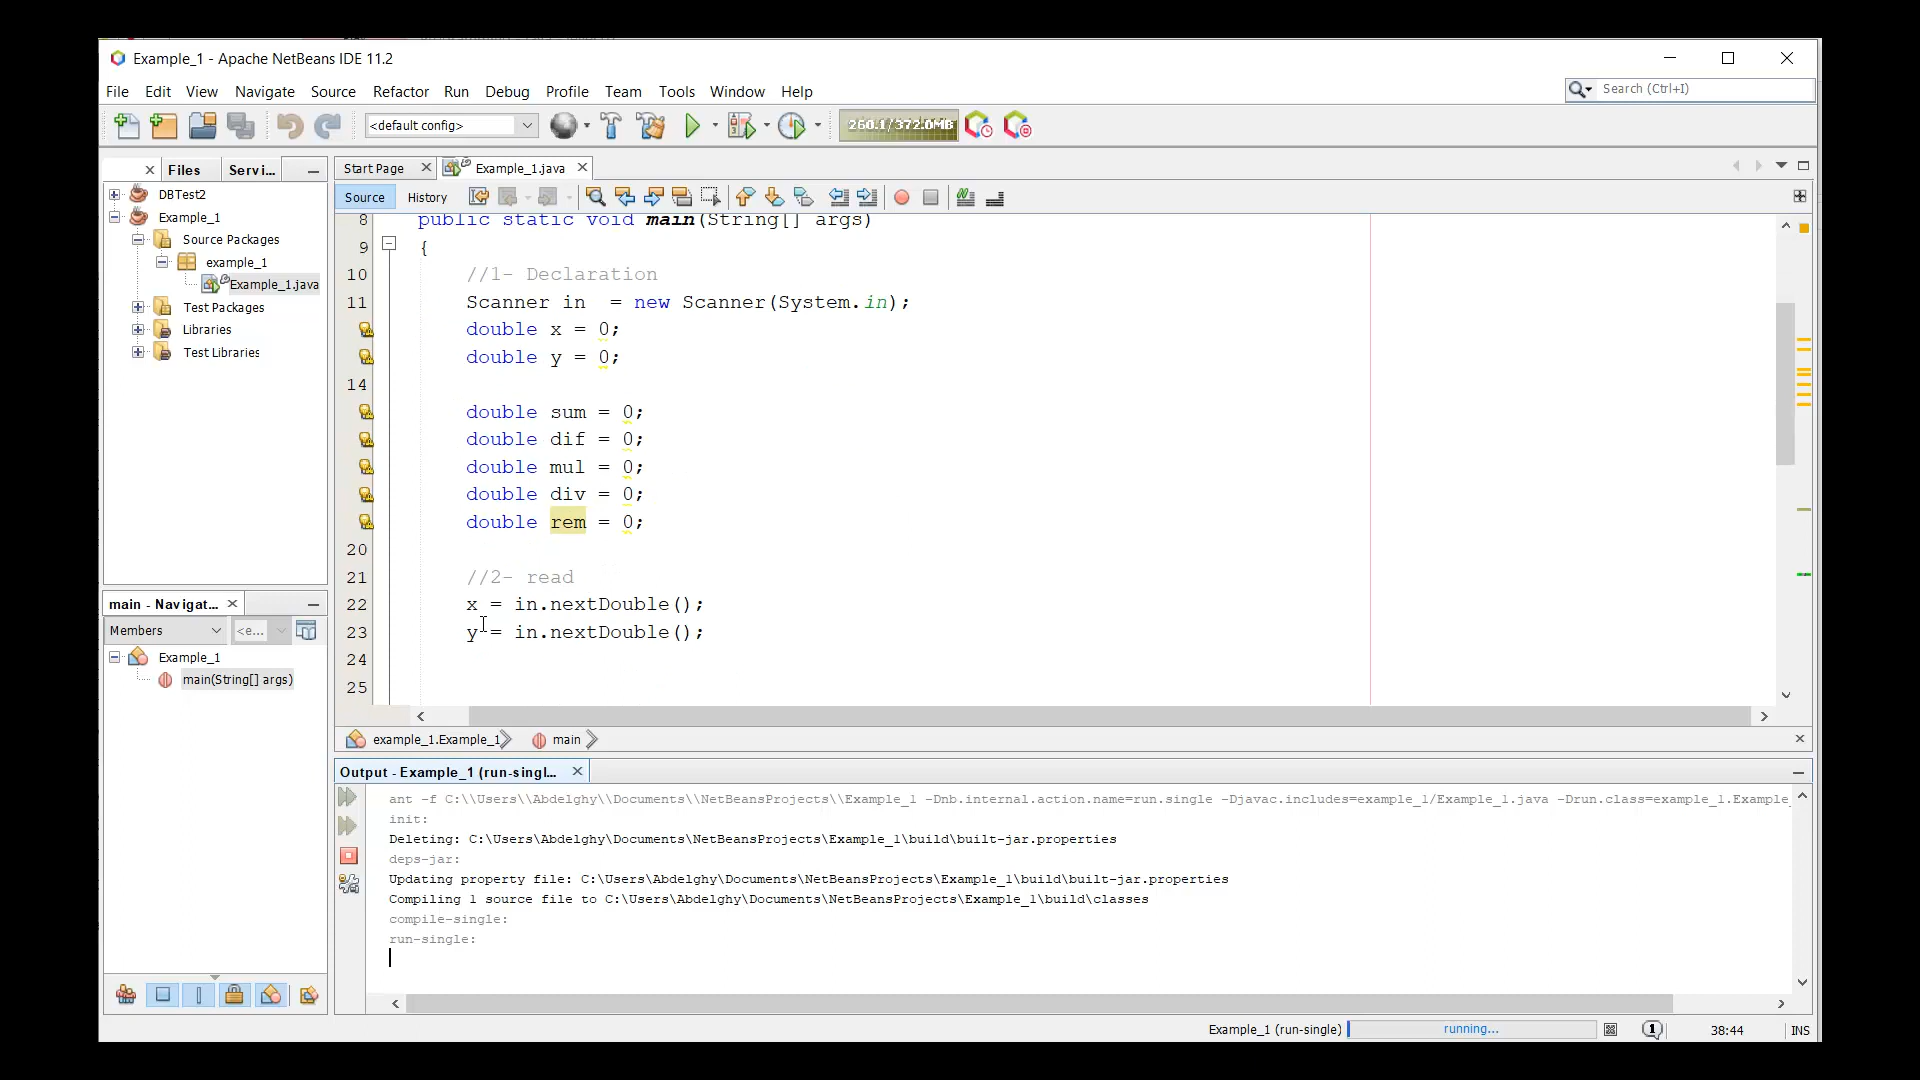 Example_1 - Apache NetBeans IDE 11.2
File Edit View Navigate Source Refactor Run Debug Profile Team Tools Window Help
Search (Ctrl+I)
<default config>
260.1/372.0MB
Files Servi...
DBTest2
Example_1
Source Packages
example_1
Example_1.java
Test Packages
Libraries
Test Libraries
Start Page Example_1.java
Source History
8 public static void main(String[] args)
9 {
10 //1- Declaration
11 Scanner in  = new Scanner(System.in);
double x = 0;
double y = 0;
14
double sum = 0;
double dif = 0;
double mul = 0;
double div = 0;
double rem = 0;
20
21 //2- read
22 x = in.nextDouble();
23 y = in.nextDouble();
24
25
example_1.Example_1 main
main - Navigat...
Members <e...
Example_1
main(String[] args)
Output - Example_1 (run-singl...
ant -f C:\\Users\\Abdelghy\\Documents\\NetBeansProjects\\Example_1 -Dnb.internal.action.name=run.single -Djavac.includes=example_1/Example_1.java -Drun.class=example_1.Example_
init:
Deleting: C:\Users\Abdelghy\Documents\NetBeansProjects\Example_1\build\built-jar.properties
deps-jar:
Updating property file: C:\Users\Abdelghy\Documents\NetBeansProjects\Example_1\build\built-jar.properties
Compiling 1 source file to C:\Users\Abdelghy\Documents\NetBeansProjects\Example_1\build\classes
compile-single:
run-single:
Example_1 (run-single) running... 1 38:44 INS